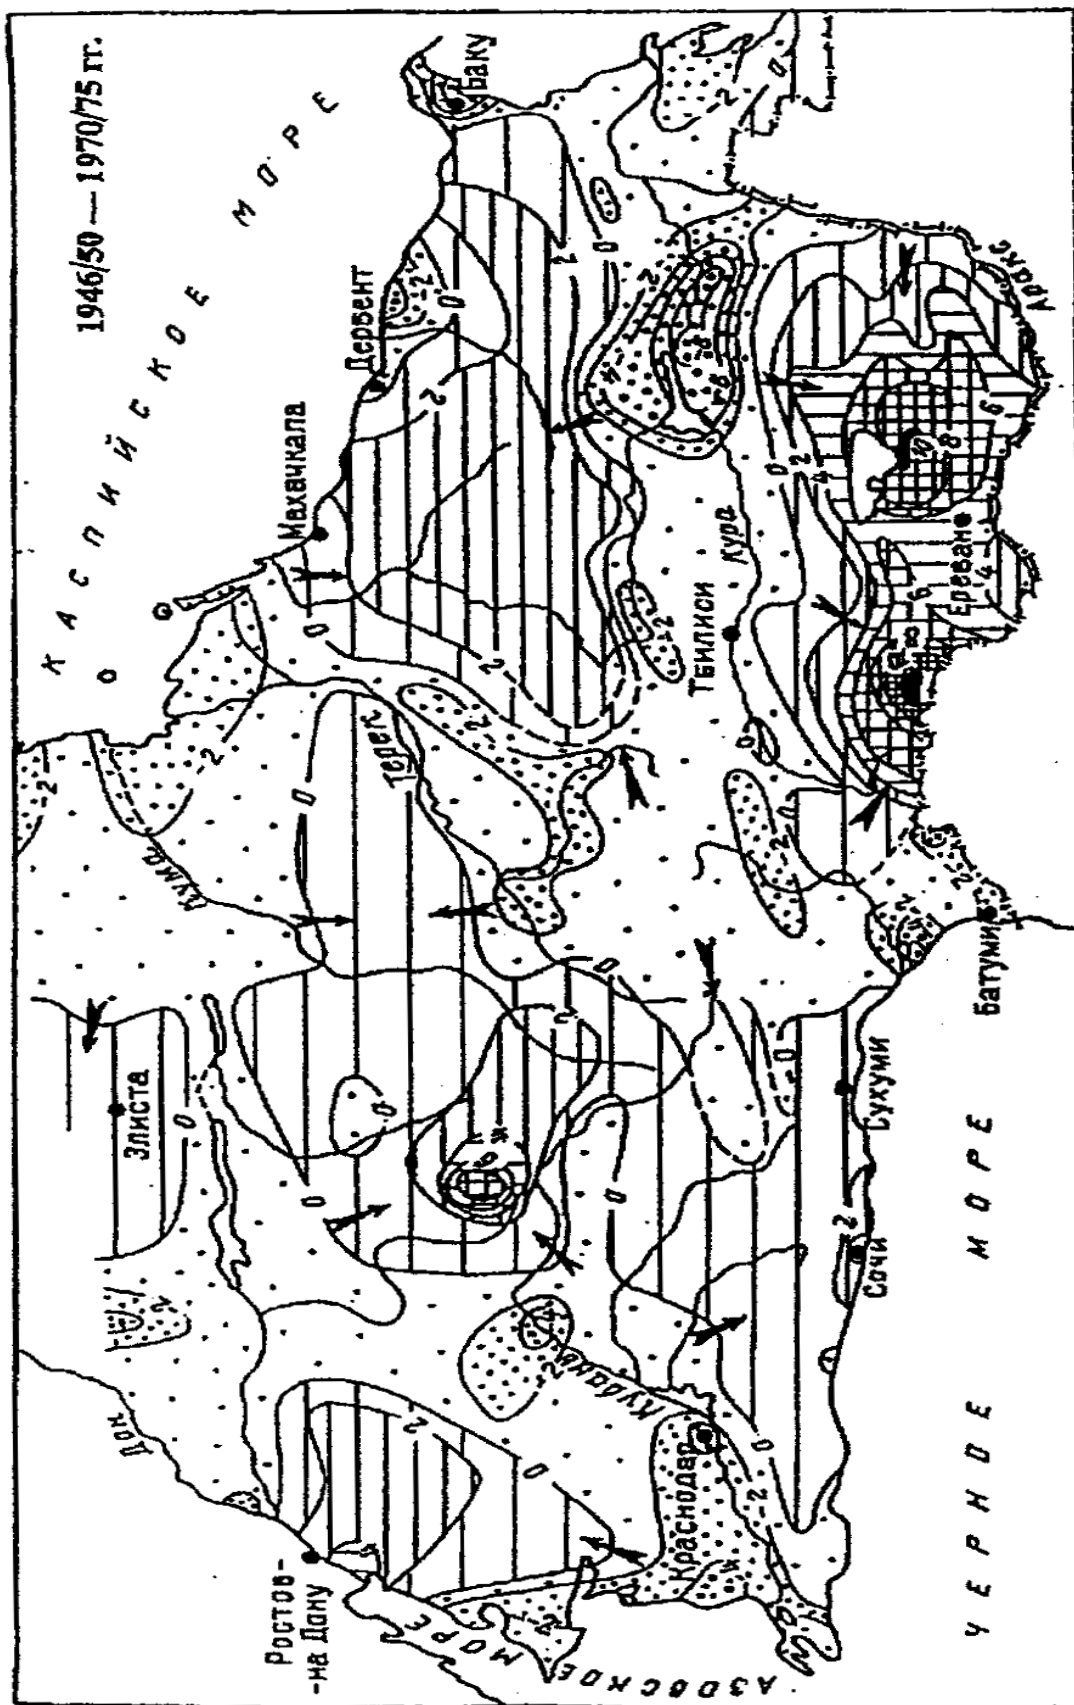 1946/50 — 1970/75 гг.
КАСПИЙСКОЕ МОРЕ
Баку
Дербент
Махачкала
Терек
Кума
Элиста
Дон
Ростов-
-на Дону
АЗОВСКОЕ МОРЕ
Краснодар
Кубань
Сочи
Сухуми
Батуми
Тбилиси
Кура
Ереван
Аракс
ЧЕРНОЕ МОРЕ